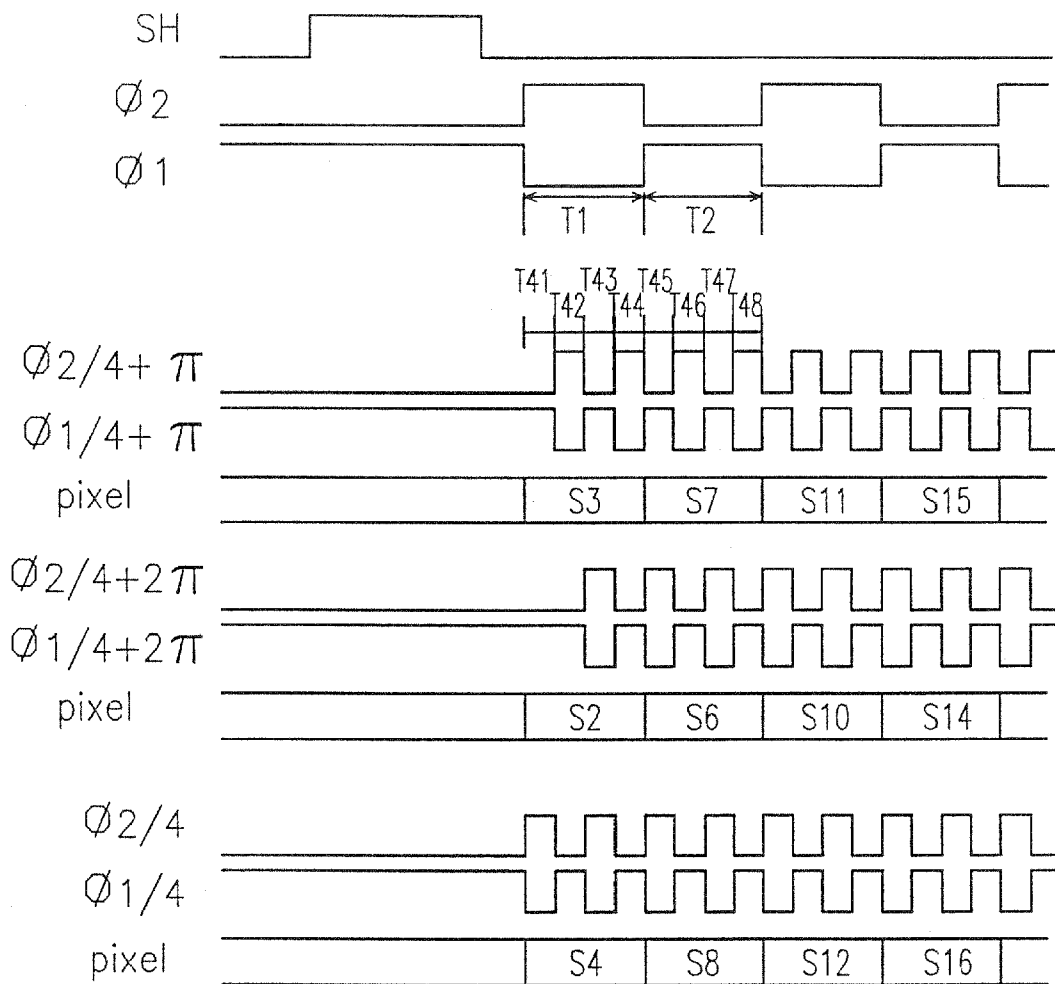 SH
Ø2
Ø1
T1 T2
T41 T43 T45 T47
T42 T44 T46 T48
Ø2/4+ π
Ø1/4+ π
pixel S3 S7 S11 S15
Ø2/4+2π
Ø1/4+2π
pixel S2 S6 S10 S14
Ø2/4
Ø1/4
pixel S4 S8 S12 S16